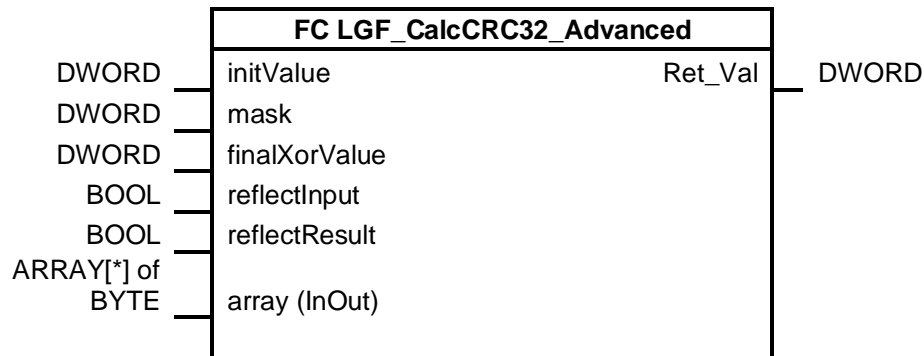 FC LGF_CalcCRC32_Advanced
DWORD initValue Ret_Val DWORD
DWORD mask
DWORD finalXorValue
BOOL reflectInput
BOOL reflectResult
ARRAY[*] of
BYTE array (InOut)